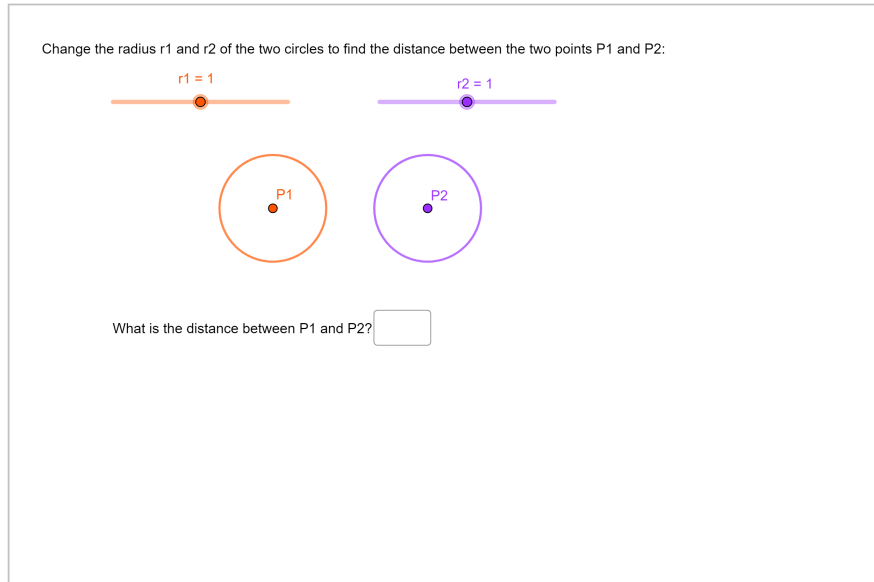 Change the radius r1 and r2 of the two circles to find the distance between the two points P1 and P2:
r1 = 1
r2 = 1
P1
P2
What is the distance between P1 and P2?